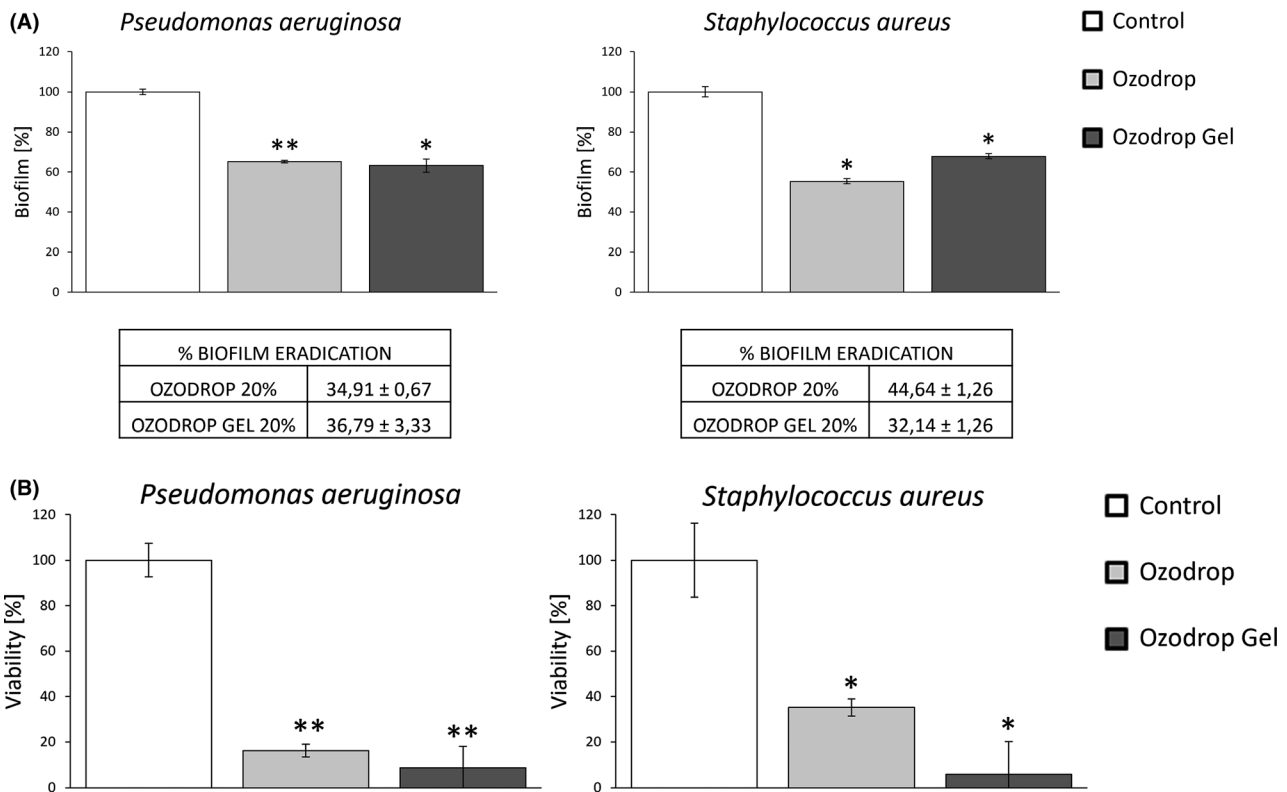 (A)
Pseudomonas aeruginosa
Staphylococcus aureus
Control
Ozodrop
Ozodrop Gel
Biofilm [%]
120
100
80
60
40
20
0
**
*
Biofilm [%]
120
100
80
60
40
20
0
*
*
% BIOFILM ERADICATION
OZODROP 20% 34,91 ± 0,67
OZODROP GEL 20% 36,79 ± 3,33
% BIOFILM ERADICATION
OZODROP 20% 44,64 ± 1,26
OZODROP GEL 20% 32,14 ± 1,26
(B)
Pseudomonas aeruginosa
Staphylococcus aureus
Control
Ozodrop
Ozodrop Gel
Viability [%]
120
100
80
60
40
20
0
**
**
Viability [%]
120
100
80
60
40
20
0
*
*